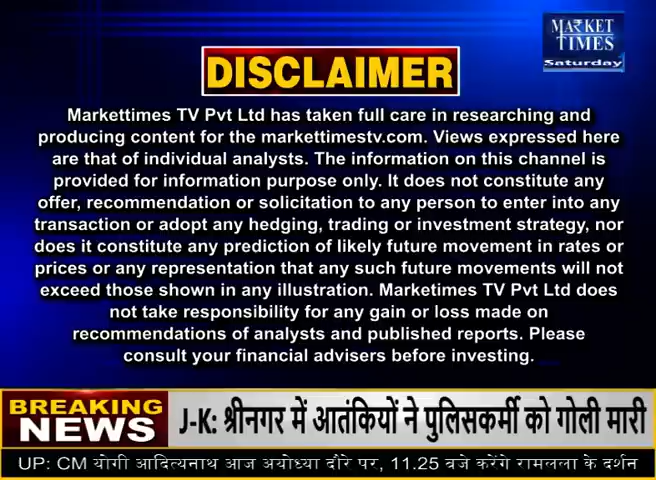 MARKET
TIMES
Saturday
DISCLAIMER
Markettimes TV Pvt Ltd has taken full care in researching and
producing content for the markettimestv.com. Views expressed here
are that of individual analysts. The information on this channel is
provided for information purpose only. It does not constitute any
offer, recommendation or solicitation to any person to enter into any
transaction or adopt any hedging, trading or investment strategy, nor
does it constitute any prediction of likely future movement in rates or
prices or any representation that any such future movements will not
exceed those shown in any illustration. Marketimes TV Pvt Ltd does
not take responsibility for any gain or loss made on
recommendations of analysts and published reports. Please
consult your financial advisers before investing.
BREAKING
NEWS
J-K: श्रीनगर में आतंकियों ने पुलिसकर्मी को गोली मारी
UP: CM योगी आदित्यनाथ आज अयोध्या दौरे पर, 11.25 बजे करेंगे रामलला के दर्शन